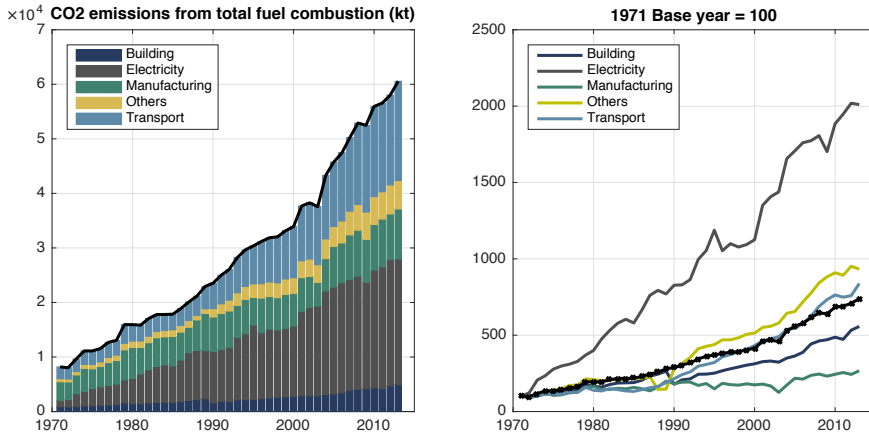 CO2 emissions from total fuel combustion (kt)
×10⁴
7
6
5
4
3
2
1
0
1970 1980 1990 2000 2010
Building
Electricity
Manufacturing
Others
Transport
1971 Base year = 100
2500
2000
1500
1000
500
0
1970 1980 1990 2000 2010
Building
Electricity
Manufacturing
Others
Transport